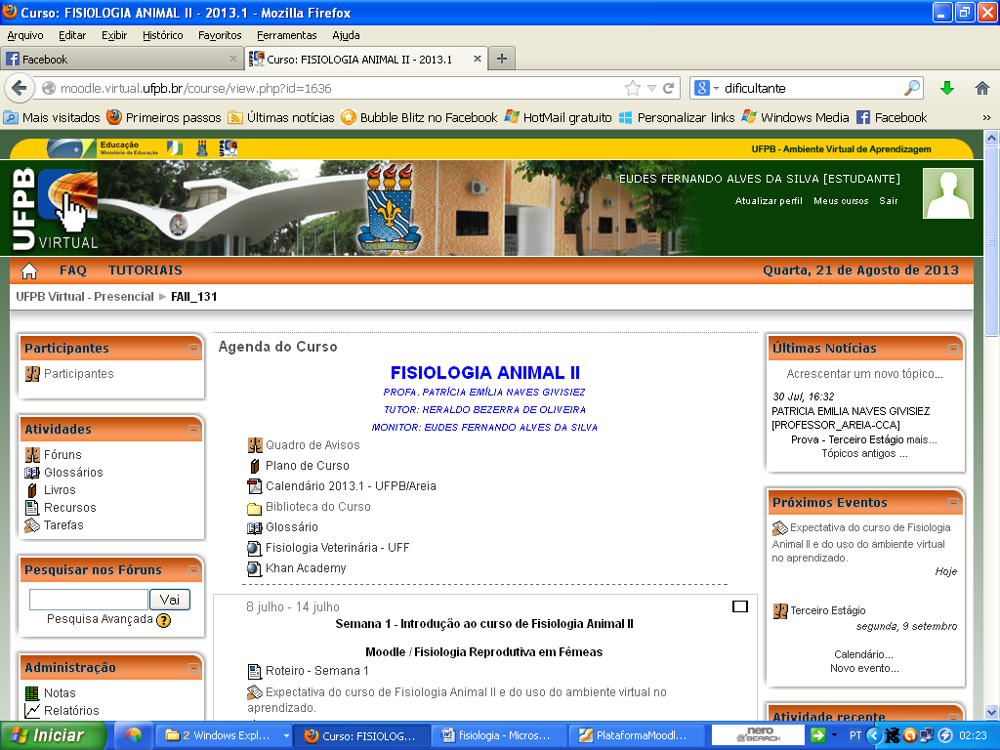 Curso: FISIOLOGIA ANIMAL II - 2013.1 - Mozilla Firefox
Arquivo Editar Exibir Histórico Favoritos Ferramentas Ajuda
Facebook
Curso: FISIOLOGIA ANIMAL II - 2013.1
moodle.virtual.ufpb.br/course/view.php?id=1636
dificultante
Mais visitados Primeiros passos Últimas notícias Bubble Blitz no Facebook HotMail gratuito Personalizar links Windows Media Facebook
Educação
Ministério da Educação
UFPB - Ambiente Virtual de Aprendizagem
UFPB
VIRTUAL
EUDES FERNANDO ALVES DA SILVA [ESTUDANTE]
Atualizar perfil Meus cursos Sair
FAQ TUTORIAIS
Quarta, 21 de Agosto de 2013
UFPB Virtual - Presencial ► FAII_131
Participantes
Participantes
Atividades
Fóruns
Glossários
Livros
Recursos
Tarefas
Pesquisar nos Fóruns
Vai
Pesquisa Avançada ?
Administração
Notas
Relatórios
Agenda do Curso
FISIOLOGIA ANIMAL II
PROFA. PATRÍCIA EMÍLIA NAVES GIVISIEZ
TUTOR: HERALDO BEZERRA DE OLIVEIRA
MONITOR: EUDES FERNANDO ALVES DA SILVA
Quadro de Avisos
Plano de Curso
Calendário 2013.1 - UFPB/Areia
Biblioteca do Curso
Glossário
Fisiologia Veterinária - UFF
Khan Academy
8 julho - 14 julho
Semana 1 - Introdução ao curso de Fisiologia Animal II
Moodle / Fisiologia Reprodutiva em Fêmeas
Roteiro - Semana 1
Expectativa do curso de Fisiologia Animal II e do uso do ambiente virtual no
aprendizado.
Últimas Notícias
Acrescentar um novo tópico...
30 Jul, 16:32
PATRICIA EMILIA NAVES GIVISIEZ
[PROFESSOR_AREIA-CCA]
Prova - Terceiro Estágio mais...
Tópicos antigos ...
Próximos Eventos
Expectativa do curso de Fisiologia
Animal II e do uso do ambiente virtual
no aprendizado.
Hoje
Terceiro Estágio
segunda, 9 setembro
Calendário...
Novo evento...
Atividade recente
Iniciar
2 Windows Expl...
Curso: FISIOLOG...
fisiologia - Micros...
PlataformaMoodl...
nero
SEARCH
PT
02:23